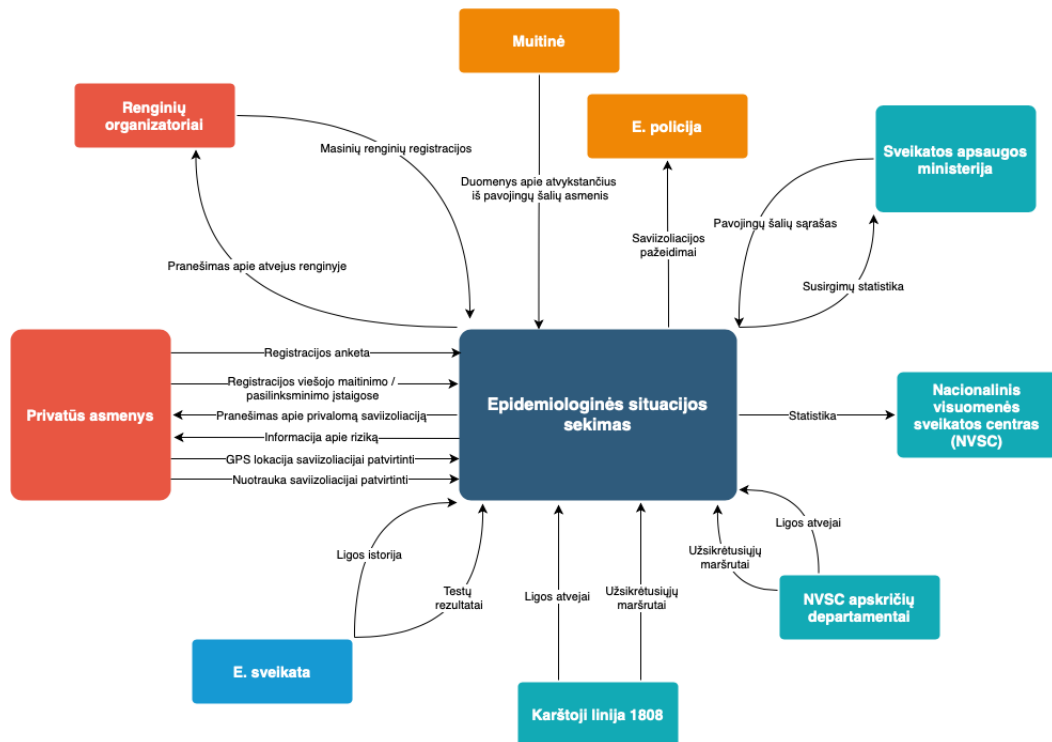 Muitinė
Renginių
organizatoriai
E. policija
Sveikatos apsaugos
ministerija
Masinių renginių registracijos
Duomenys apie atvykstančius
iš pavojingų šalių asmenis
Pavojingų šalių sąrašas
Saviizoliacijos
pažeidimai
Pranešimas apie atvejus renginyje
Susirgimų statistika
Privatūs asmenys
Registracijos anketa
Registracijos viešojo maitinimo /
pasilinksminimo įstaigose
Pranešimas apie privalomą saviizoliaciją
Informacija apie riziką
GPS lokacija saviizoliacijai patvirtinti
Nuotrauka saviizoliacijai patvirtinti
Epidemiologinės situacijos
sekimas
Statistika
Nacionalinis
visuomenės
sveikatos centras
(NVSC)
Ligos istorija
Testų
rezultatai
Ligos atvejai
Užsikrėtusiųjų
maršrutai
Užsikrėtusiųjų
maršrutai
Ligos atvejai
NVSC apskričių
departamentai
E. sveikata
Karštoji linija 1808